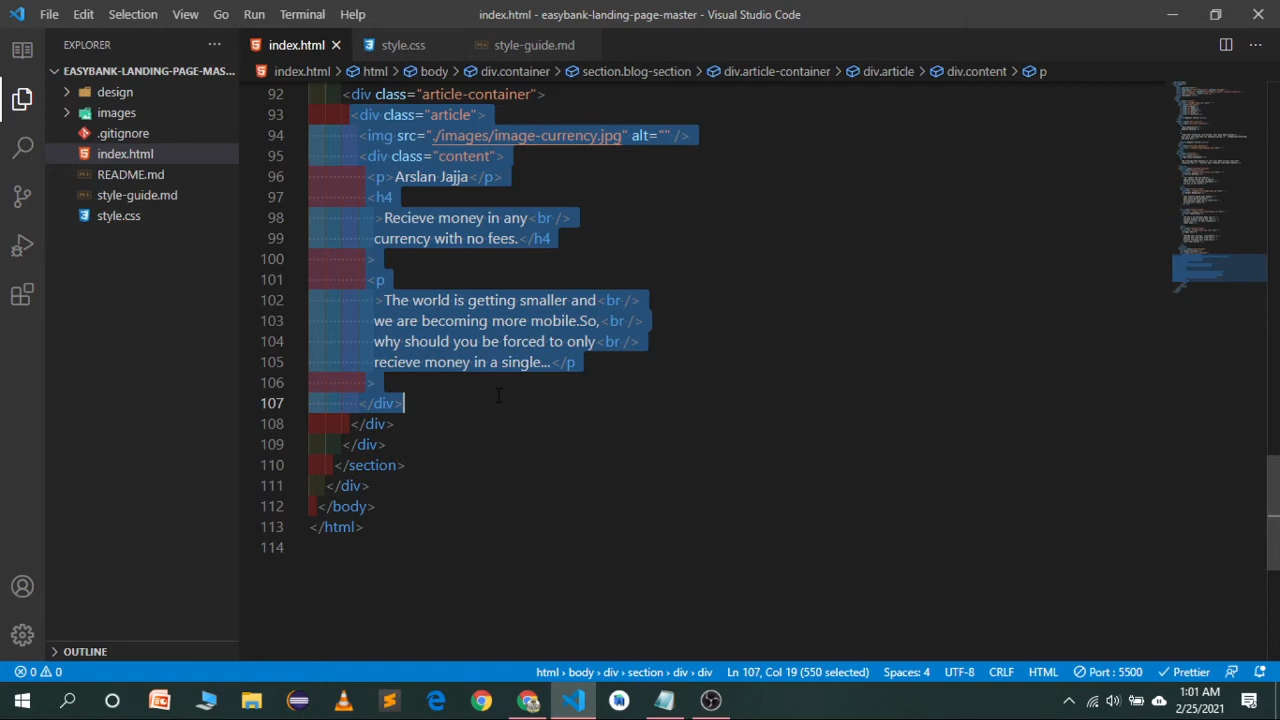 File Edit Selection View Go Run Terminal Help index.html - easybank-landing-page-master - Visual Studio Code
EXPLORER ...
index.html style.css style-guide.md
EASYBANK-LANDING-PAGE-MAS...
index.html > html > body > div.container > section.blog-section > div.article-container > div.article > div.content > p
design
images
.gitignore
index.html
README.md
style-guide.md
style.css
92 <div class="article-container">
93 <div class="article">
94 <img src="./images/image-currency.jpg" alt="" />
95 <div class="content">
96 <p>Arslan Jajja</p>
97 <h4
98 >Recieve money in any<br />
99 currency with no fees.</h4
100 >
101 <p
102 >The world is getting smaller and<br />
103 we are becoming more mobile.So,<br />
104 why should you be forced to only<br />
105 recieve money in a single...</p
106 >
107 </div>
108 </div>
109 </div>
110 </section>
111 </div>
112 </body>
113 </html>
114
OUTLINE
0 0 html > body > div > section > div > div Ln 107, Col 19 (550 selected) Spaces: 4 UTF-8 CRLF HTML Port : 5500 Prettier
1:01 AM
2/25/2021